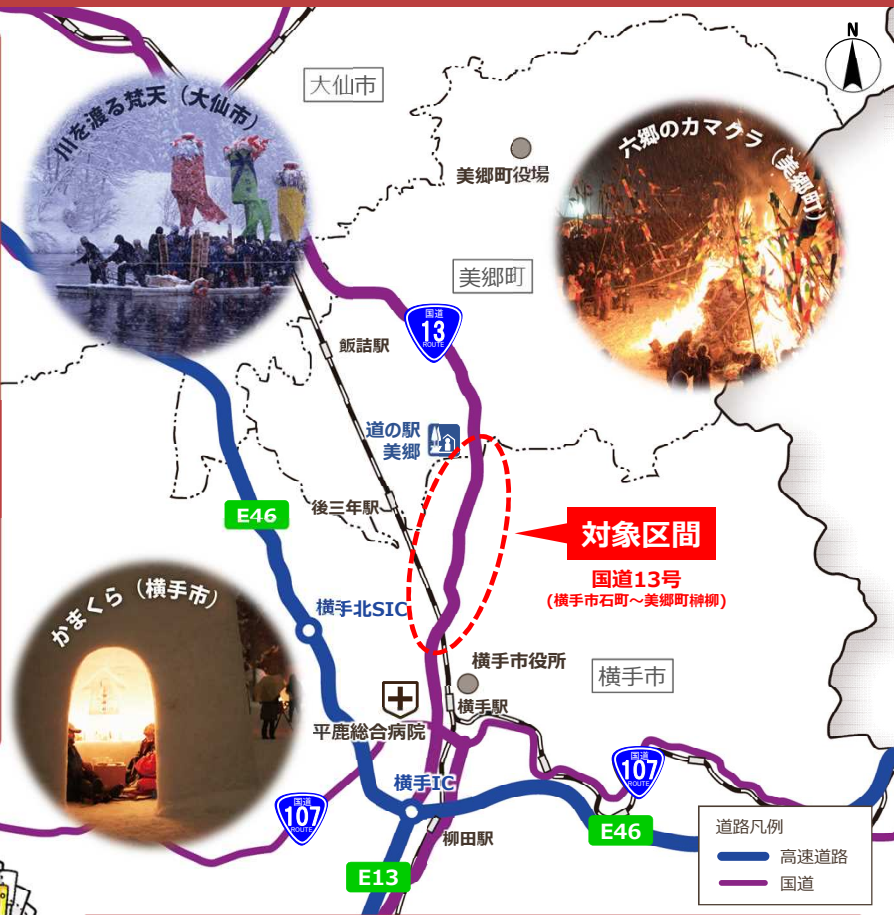 N
大仙市
川を渡る梵天（大仙市）
六郷のカマクラ（美郷町）
美郷町役場
美郷町
国道
13
ROUTE
飯詰駅
道の駅
美郷
E46
後三年駅
対象区間
国道13号
(横手市石町～美郷町榊柳)
かまくら（横手市）
横手北SIC
横手市役所
横手市
横手駅
平鹿総合病院
国道
107
ROUTE
横手IC
国道
107
ROUTE
柳田駅
E46
E13
道路凡例
高速道路
国道